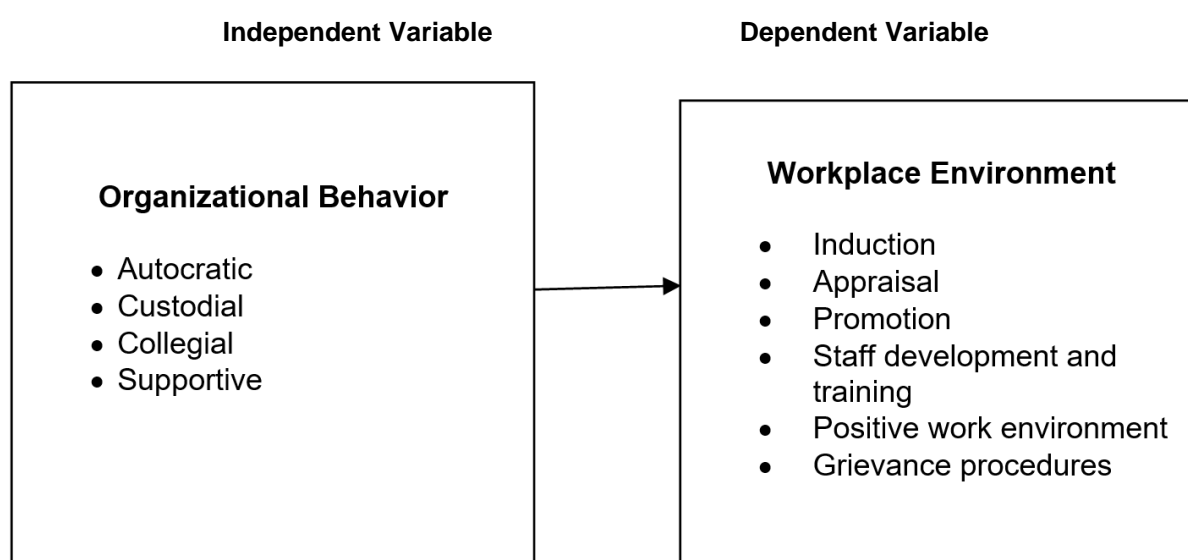 Independent Variable
Dependent Variable
Organizational Behavior
• Autocratic
• Custodial
• Collegial
• Supportive
Workplace Environment
• Induction
• Appraisal
• Promotion
• Staff development and
training
• Positive work environment
• Grievance procedures